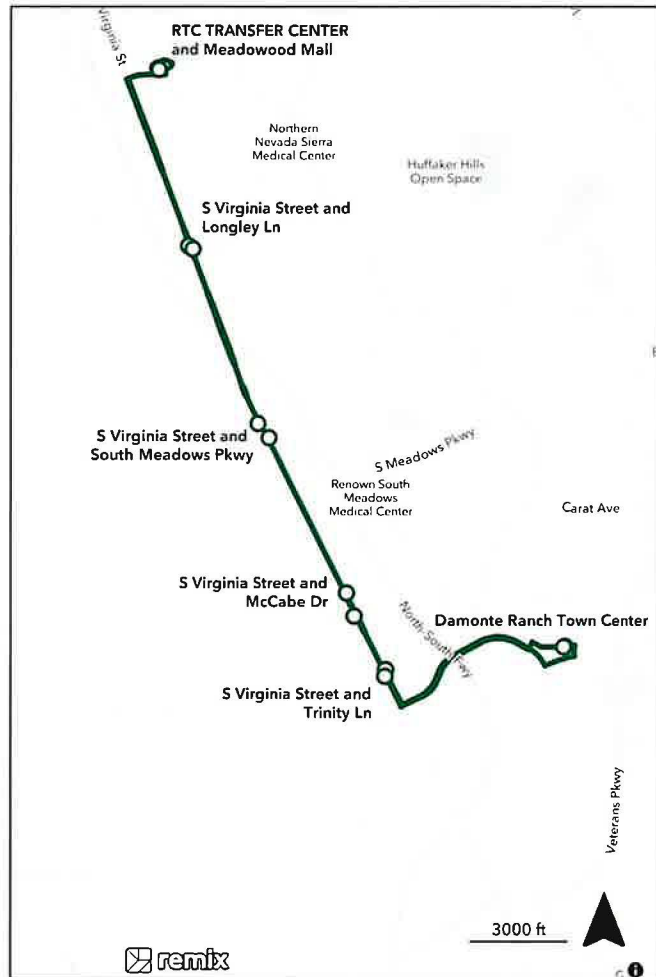 Virginia St
RTC TRANSFER CENTER
and Meadowood Mall
Northern
Nevada Sierra
Medical Center
Huffaker Hills
Open Space
S Virginia Street and
Longley Ln
S Virginia Street and
South Meadows Pkwy
S Meadows Pkwy
Renown South
Meadows
Medical Center
Carat Ave
S Virginia Street and
McCabe Dr
North-South Fwy
Damonte Ranch Town Center
S Virginia Street and
Trinity Ln
Veterans Pkwy
3000 ft
remix